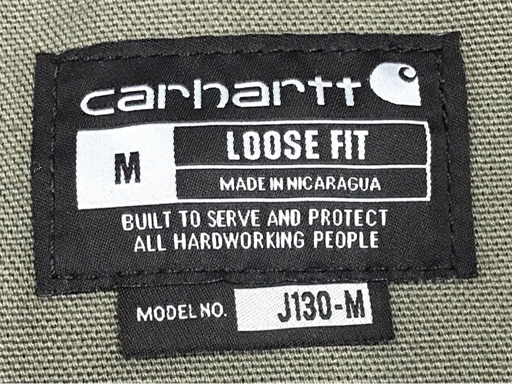 carhartt
M
LOOSE FIT
MADE IN NICARAGUA
BUILT TO SERVE AND PROTECT
ALL HARDWORKING PEOPLE
MODEL NO. J130-M